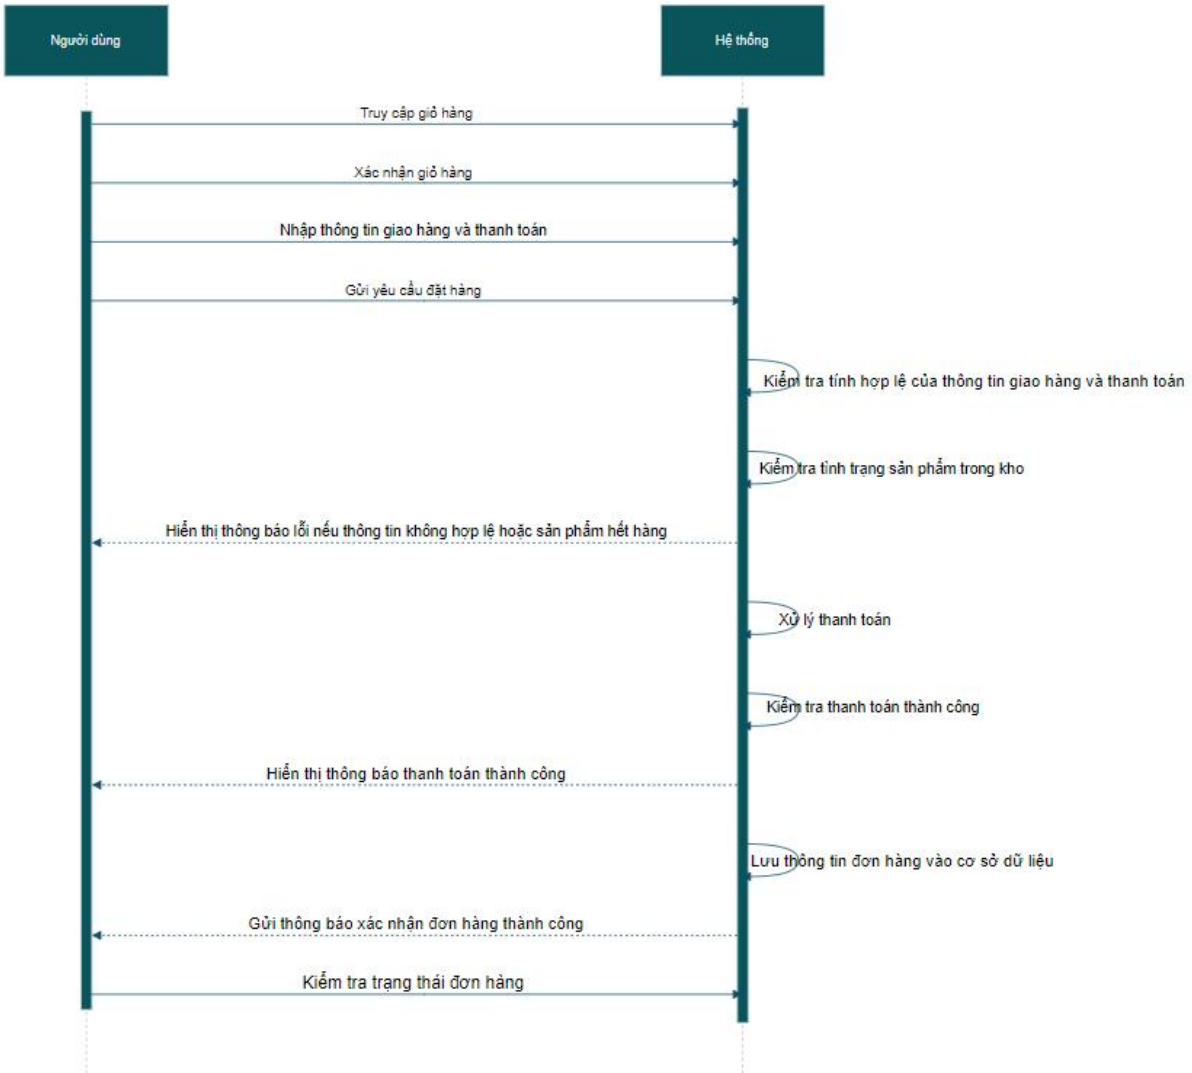 Người dùng
Hệ thống
Truy cập giỏ hàng
Xác nhận giỏ hàng
Nhập thông tin giao hàng và thanh toán
Gửi yêu cầu đặt hàng
Kiểm tra tính hợp lệ của thông tin giao hàng và thanh toán
Kiểm tra tình trạng sản phẩm trong kho
Hiển thị thông báo lỗi nếu thông tin không hợp lệ hoặc sản phẩm hết hàng
Xử lý thanh toán
Kiểm tra thanh toán thành công
Hiển thị thông báo thanh toán thành công
Lưu thông tin đơn hàng vào cơ sở dữ liệu
Gửi thông báo xác nhận đơn hàng thành công
Kiểm tra trạng thái đơn hàng